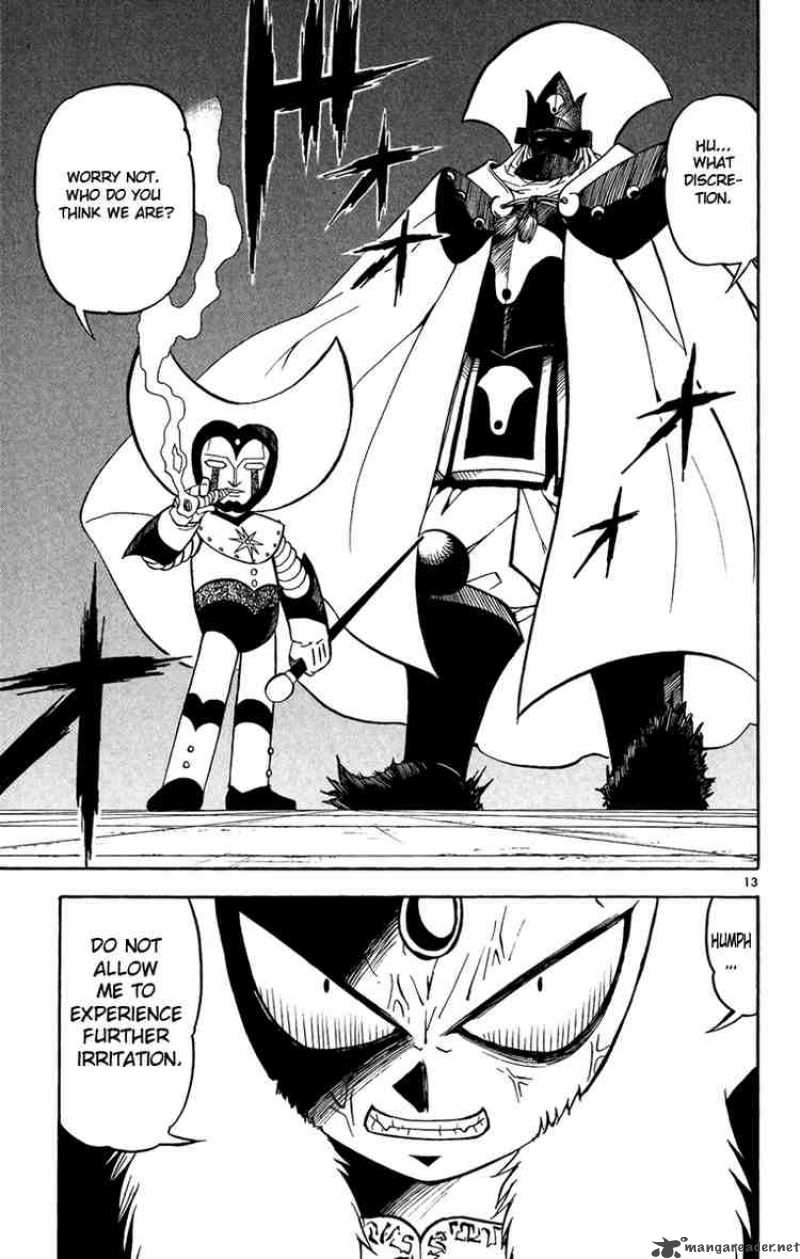 HU...
WHAT
DISCRE-
TION.
WORRY NOT.
WHO DO YOU
THINK WE ARE?
13
HUMPH
...
DO NOT
ALLOW
ME TO
EXPERIENCE
FURTHER
IRRITATION.
mangareader.net